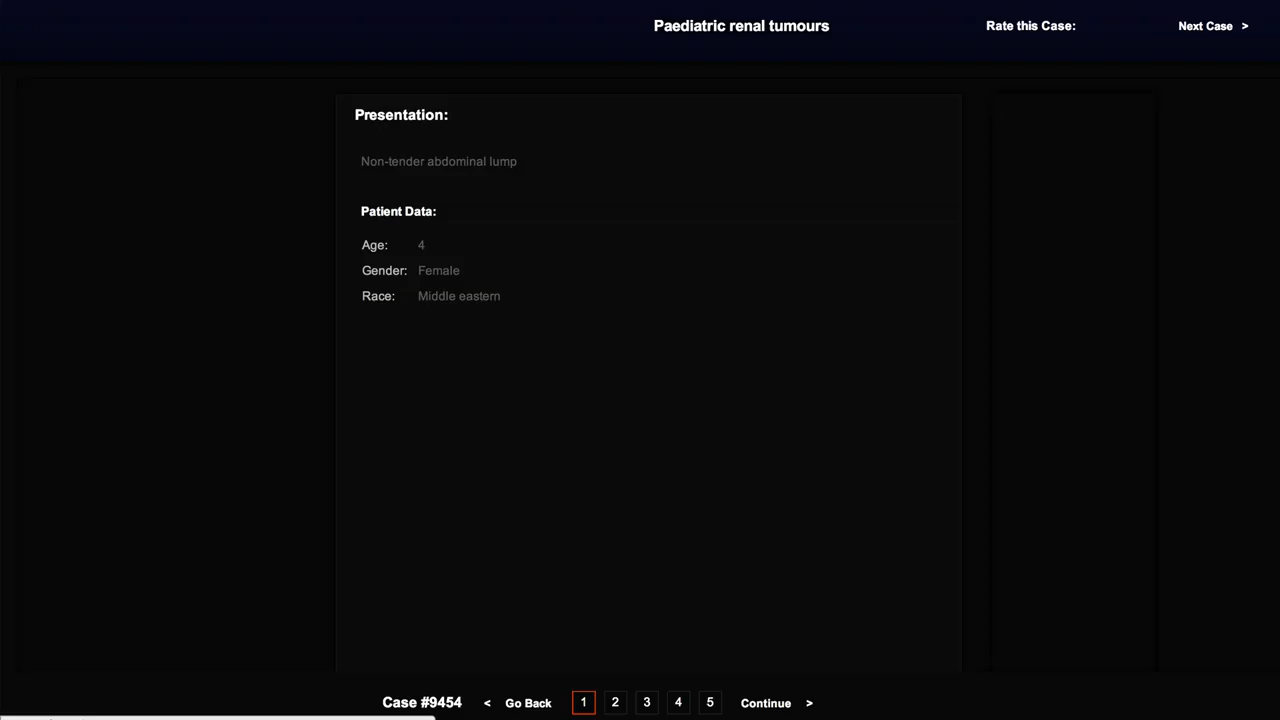 Paediatric renal tumours
Rate this Case:
Next Case >
Presentation:
Non-tender abdominal lump
Patient Data:
Age: 4
Gender: Female
Race: Middle eastern
Case #9454 < Go Back 1 2 3 4 5 Continue >